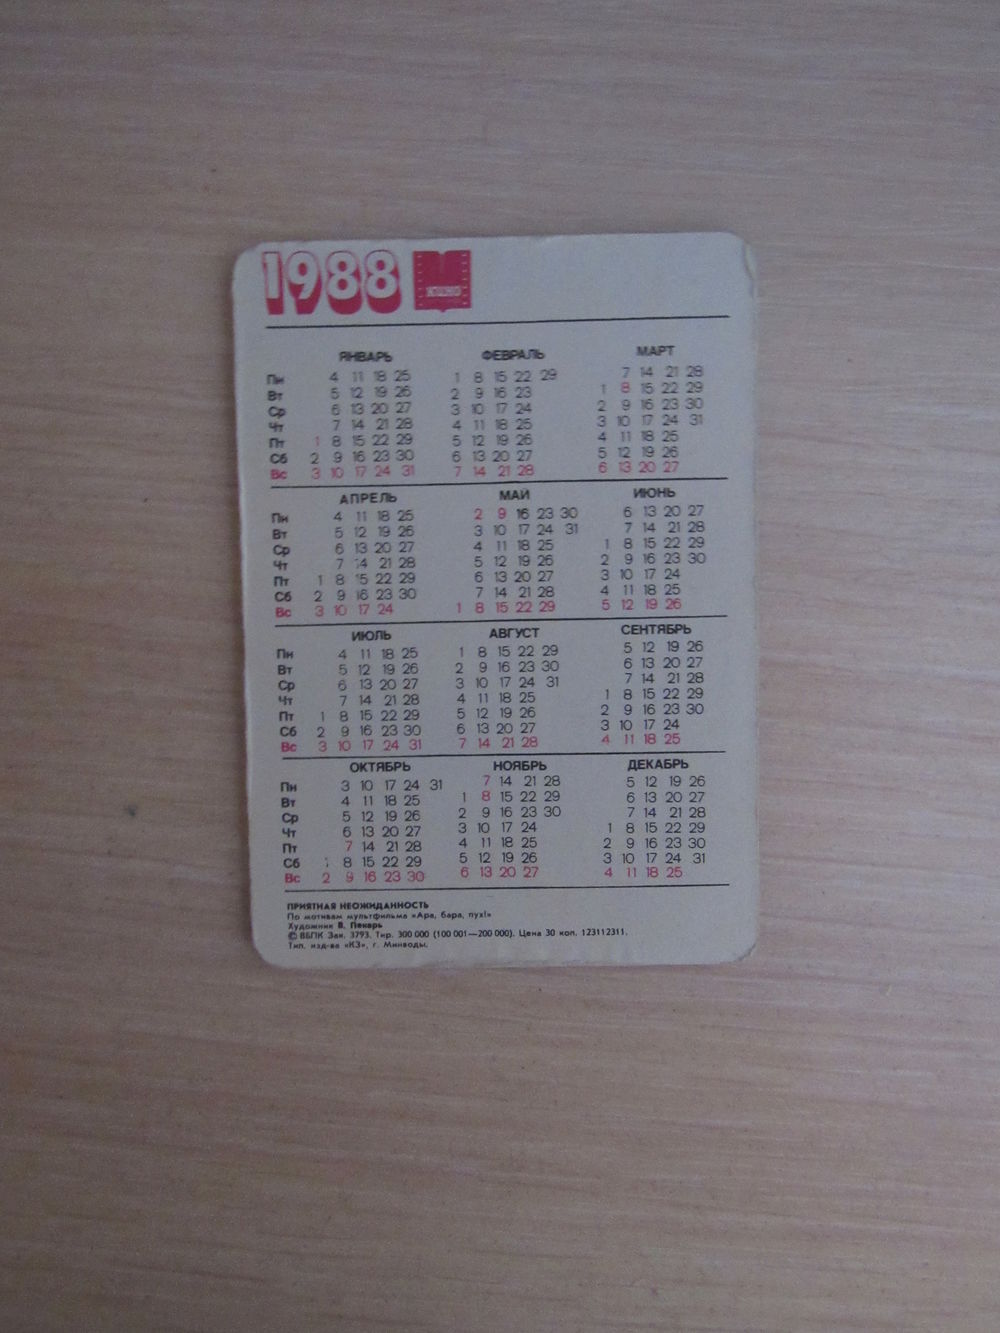 1988 КИНО
ЯНВАРЬ ФЕВРАЛЬ МАРТ
Пн 4 11 18 25 1 8 15 22 29 7 14 21 28
Вт 5 12 19 26 2 9 16 23 1 8 15 22 29
Ср 6 13 20 27 3 10 17 24 2 9 16 23 30
Чт 7 14 21 28 4 11 18 25 3 10 17 24 31
Пт 1 8 15 22 29 5 12 19 26 4 11 18 25
Сб 2 9 16 23 30 6 13 20 27 5 12 19 26
Вс 3 10 17 24 31 7 14 21 28 6 13 20 27
АПРЕЛЬ МАЙ ИЮНЬ
Пн 4 11 18 25 2 9 16 23 30 6 13 20 27
Вт 5 12 19 26 3 10 17 24 31 7 14 21 28
Ср 6 13 20 27 4 11 18 25 1 8 15 22 29
Чт 7 14 21 28 5 12 19 26 2 9 16 23 30
Пт 1 8 15 22 29 6 13 20 27 3 10 17 24
Сб 2 9 16 23 30 7 14 21 28 4 11 18 25
Вс 3 10 17 24 1 8 15 22 29 5 12 19 26
ИЮЛЬ АВГУСТ СЕНТЯБРЬ
Пн 4 11 18 25 1 8 15 22 29 5 12 19 26
Вт 5 12 19 26 2 9 16 23 30 6 13 20 27
Ср 6 13 20 27 3 10 17 24 31 7 14 21 28
Чт 7 14 21 28 4 11 18 25 1 8 15 22 29
Пт 1 8 15 22 29 5 12 19 26 2 9 16 23 30
Сб 2 9 16 23 30 6 13 20 27 3 10 17 24
Вс 3 10 17 24 31 7 14 21 28 4 11 18 25
ОКТЯБРЬ НОЯБРЬ ДЕКАБРЬ
Пн 3 10 17 24 31 7 14 21 28 5 12 19 26
Вт 4 11 18 25 1 8 15 22 29 6 13 20 27
Ср 5 12 19 26 2 9 16 23 30 7 14 21 28
Чт 6 13 20 27 3 10 17 24 1 8 15 22 29
Пт 7 14 21 28 4 11 18 25 2 9 16 23 30
Сб 1 8 15 22 29 5 12 19 26 3 10 17 24 31
Вс 2 9 16 23 30 6 13 20 27 4 11 18 25
ПРИЯТНАЯ НЕОЖИДАННОСТЬ
По мотивам мультфильма «Ара, бара, пух!»
Художник В. Пекарь
© ВБПК Зак. 3793. Тир. 300 000 (100 001—200 000). Цена 30 коп. 123112311.
Тип. изд-ва «КЗ», г. Минводы.